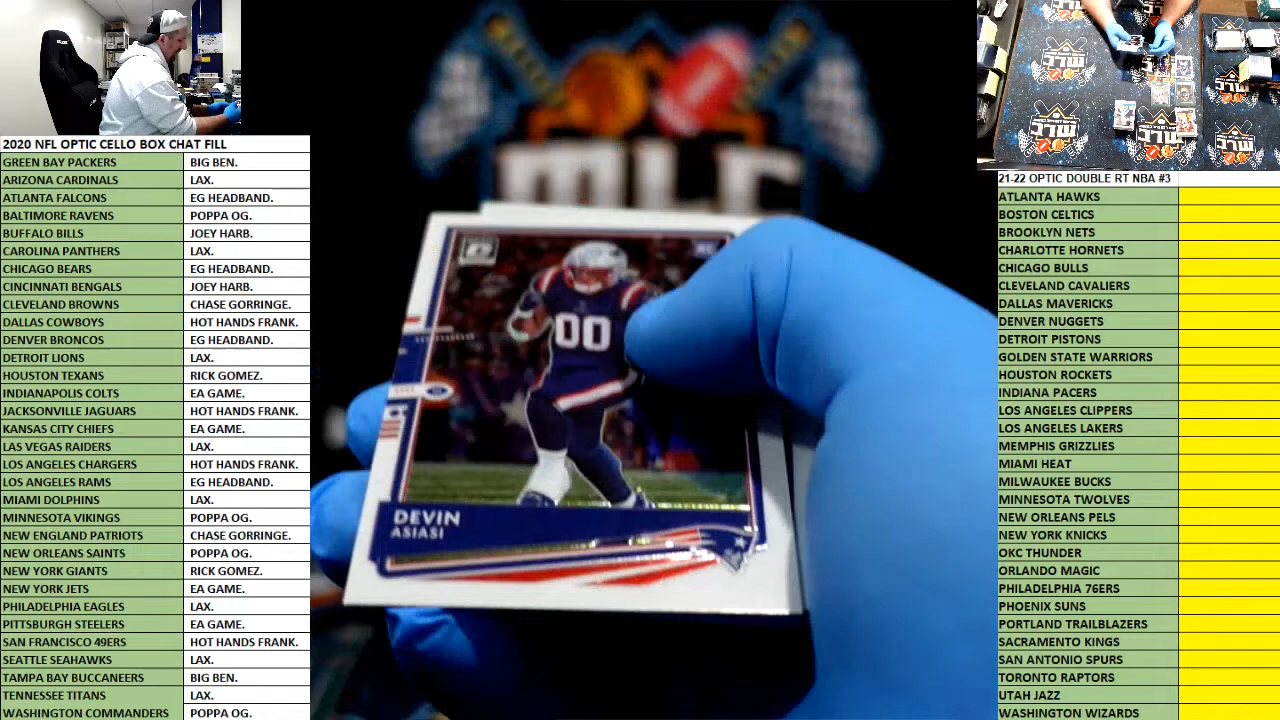 2020 NFL OPTIC CELLO BOX CHAT FILL
GREEN BAY PACKERS BIG BEN.
ARIZONA CARDINALS LAX.
ATLANTA FALCONS EG HEADBAND.
BALTIMORE RAVENS POPPA OG.
BUFFALO BILLS JOEY HARB.
CAROLINA PANTHERS LAX.
CHICAGO BEARS EG HEADBAND.
CINCINNATI BENGALS JOEY HARB.
CLEVELAND BROWNS CHASE GORRINGE.
DALLAS COWBOYS HOT HANDS FRANK.
DENVER BRONCOS EG HEADBAND.
DETROIT LIONS LAX.
HOUSTON TEXANS RICK GOMEZ.
INDIANAPOLIS COLTS EA GAME.
JACKSONVILLE JAGUARS HOT HANDS FRANK.
KANSAS CITY CHIEFS EA GAME.
LAS VEGAS RAIDERS LAX.
LOS ANGELES CHARGERS HOT HANDS FRANK.
LOS ANGELES RAMS EG HEADBAND.
MIAMI DOLPHINS LAX.
MINNESOTA VIKINGS POPPA OG.
NEW ENGLAND PATRIOTS CHASE GORRINGE.
NEW ORLEANS SAINTS POPPA OG.
NEW YORK GIANTS RICK GOMEZ.
NEW YORK JETS EA GAME.
PHILADELPHIA EAGLES LAX.
PITTSBURGH STEELERS EA GAME.
SAN FRANCISCO 49ERS HOT HANDS FRANK.
SEATTLE SEAHAWKS LAX.
TAMPA BAY BUCCANEERS BIG BEN.
TENNESSEE TITANS LAX.
WASHINGTON COMMANDERS POPPA OG.
MLC
00
DEVIN
ASIASI
21-22 OPTIC DOUBLE RT NBA #3
ATLANTA HAWKS
BOSTON CELTICS
BROOKLYN NETS
CHARLOTTE HORNETS
CHICAGO BULLS
CLEVELAND CAVALIERS
DALLAS MAVERICKS
DENVER NUGGETS
DETROIT PISTONS
GOLDEN STATE WARRIORS
HOUSTON ROCKETS
INDIANA PACERS
LOS ANGELES CLIPPERS
LOS ANGELES LAKERS
MEMPHIS GRIZZLIES
MIAMI HEAT
MILWAUKEE BUCKS
MINNESOTA TWOLVES
NEW ORLEANS PELS
NEW YORK KNICKS
OKC THUNDER
ORLANDO MAGIC
PHILADELPHIA 76ERS
PHOENIX SUNS
PORTLAND TRAILBLAZERS
SACRAMENTO KINGS
SAN ANTONIO SPURS
TORONTO RAPTORS
UTAH JAZZ
WASHINGTON WIZARDS